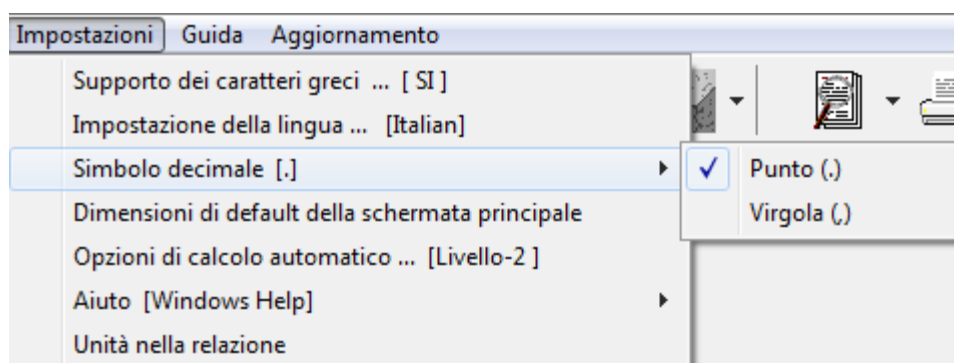 Impostazioni Guida Aggiornamento
Supporto dei caratteri greci ... [ SI ]
Impostazione della lingua ... [Italian]
Simbolo decimale [.]
Punto (.)
Virgola (,)
Dimensioni di default della schermata principale
Opzioni di calcolo automatico ... [Livello-2 ]
Aiuto [Windows Help]
Unità nella relazione